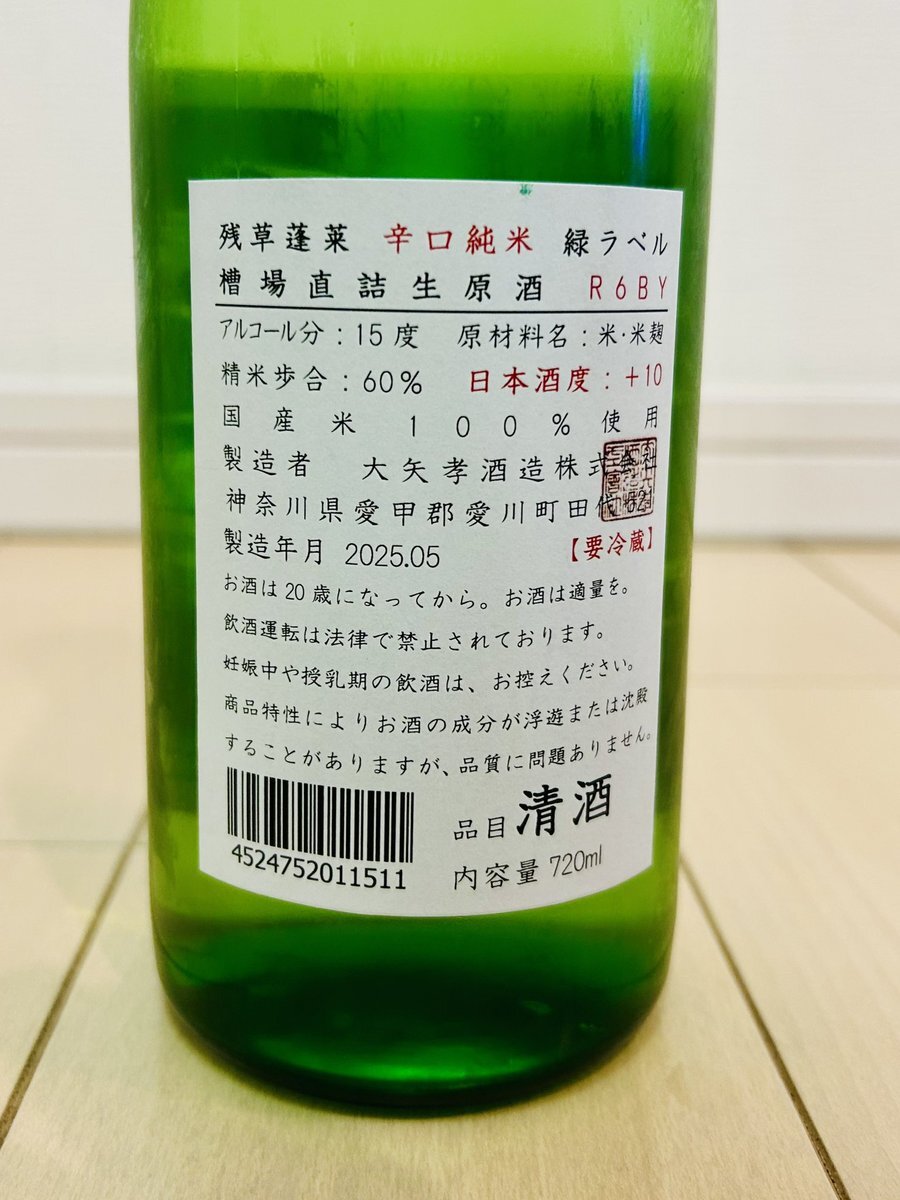 残草蓬莱 辛口純米 緑ラベル
槽場直詰生原酒 R6BY
アルコール分：15度 原材料名：米・米麹
精米歩合：60% 日本酒度：+10
国産米100%使用
製造者 大矢孝酒造株式会社
神奈川県愛甲郡愛川町田代521
製造年月 2025.05 【要冷蔵】
お酒は20歳になってから。お酒は適量を。
飲酒運転は法律で禁止されております。
妊娠中や授乳期の飲酒は、お控えください。
商品特性によりお酒の成分が浮遊または沈殿
することがありますが、品質に問題ありません。
品目 清酒
内容量 720ml
4524752011511